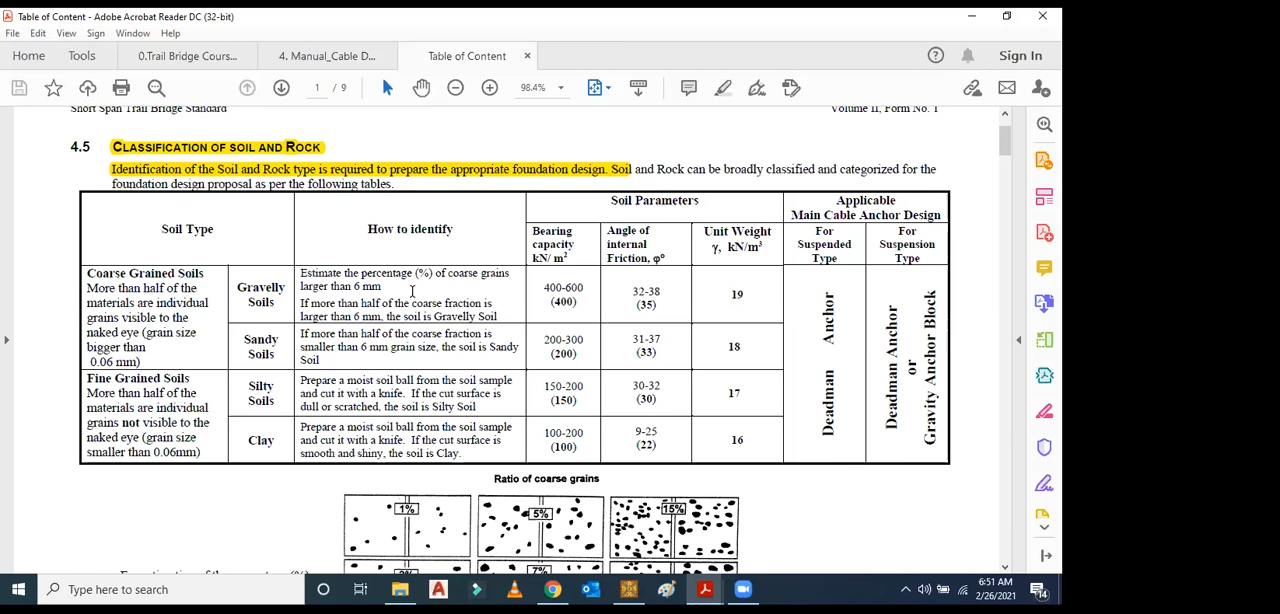 Table of Content - Adobe Acrobat Reader DC (32-bit)
File Edit View Sign Window Help
Home Tools 0.Trail Bridge Cours... 4. Manual_Cable D... Table of Content × Sign In
1 / 9 98.4%
Short Span Trail Bridge Standard Volume II, Form No. 1
4.5 CLASSIFICATION OF SOIL AND ROCK
Identification of the Soil and Rock type is required to prepare the appropriate foundation design. Soil and Rock can be broadly classified and categorized for the
foundation design proposal as per the following tables.
Soil Type
How to identify
Soil Parameters
Applicable
Main Cable Anchor Design
Bearing
capacity
kN/ m²
Angle of
internal
Friction, φº
Unit Weight
γ, kN/m³
For
Suspended
Type
For
Suspension
Type
Coarse Grained Soils
More than half of the
materials are individual
grains visible to the
naked eye (grain size
bigger than
0.06 mm)
Gravelly
Soils
Estimate the percentage (%) of coarse grains
larger than 6 mm
If more than half of the coarse fraction is
larger than 6 mm, the soil is Gravelly Soil
400-600
(400)
32-38
(35)
19
Sandy
Soils
If more than half of the coarse fraction is
smaller than 6 mm grain size, the soil is Sandy
Soil
200-300
(200)
31-37
(33)
18
Fine Grained Soils
More than half of the
materials are individual
grains not visible to the
naked eye (grain size
smaller than 0.06mm)
Silty
Soils
Prepare a moist soil ball from the soil sample
and cut it with a knife. If the cut surface is
dull or scratched, the soil is Silty Soil
150-200
(150)
30-32
(30)
17
Clay
Prepare a moist soil ball from the soil sample
and cut it with a knife. If the cut surface is
smooth and shiny, the soil is Clay.
100-200
(100)
9-25
(22)
16
Deadman Anchor
Deadman Anchor
or
Gravity Anchor Block
Ratio of coarse grains
1% 5% 15%
7%
Type here to search
6:51 AM
2/26/2021
14